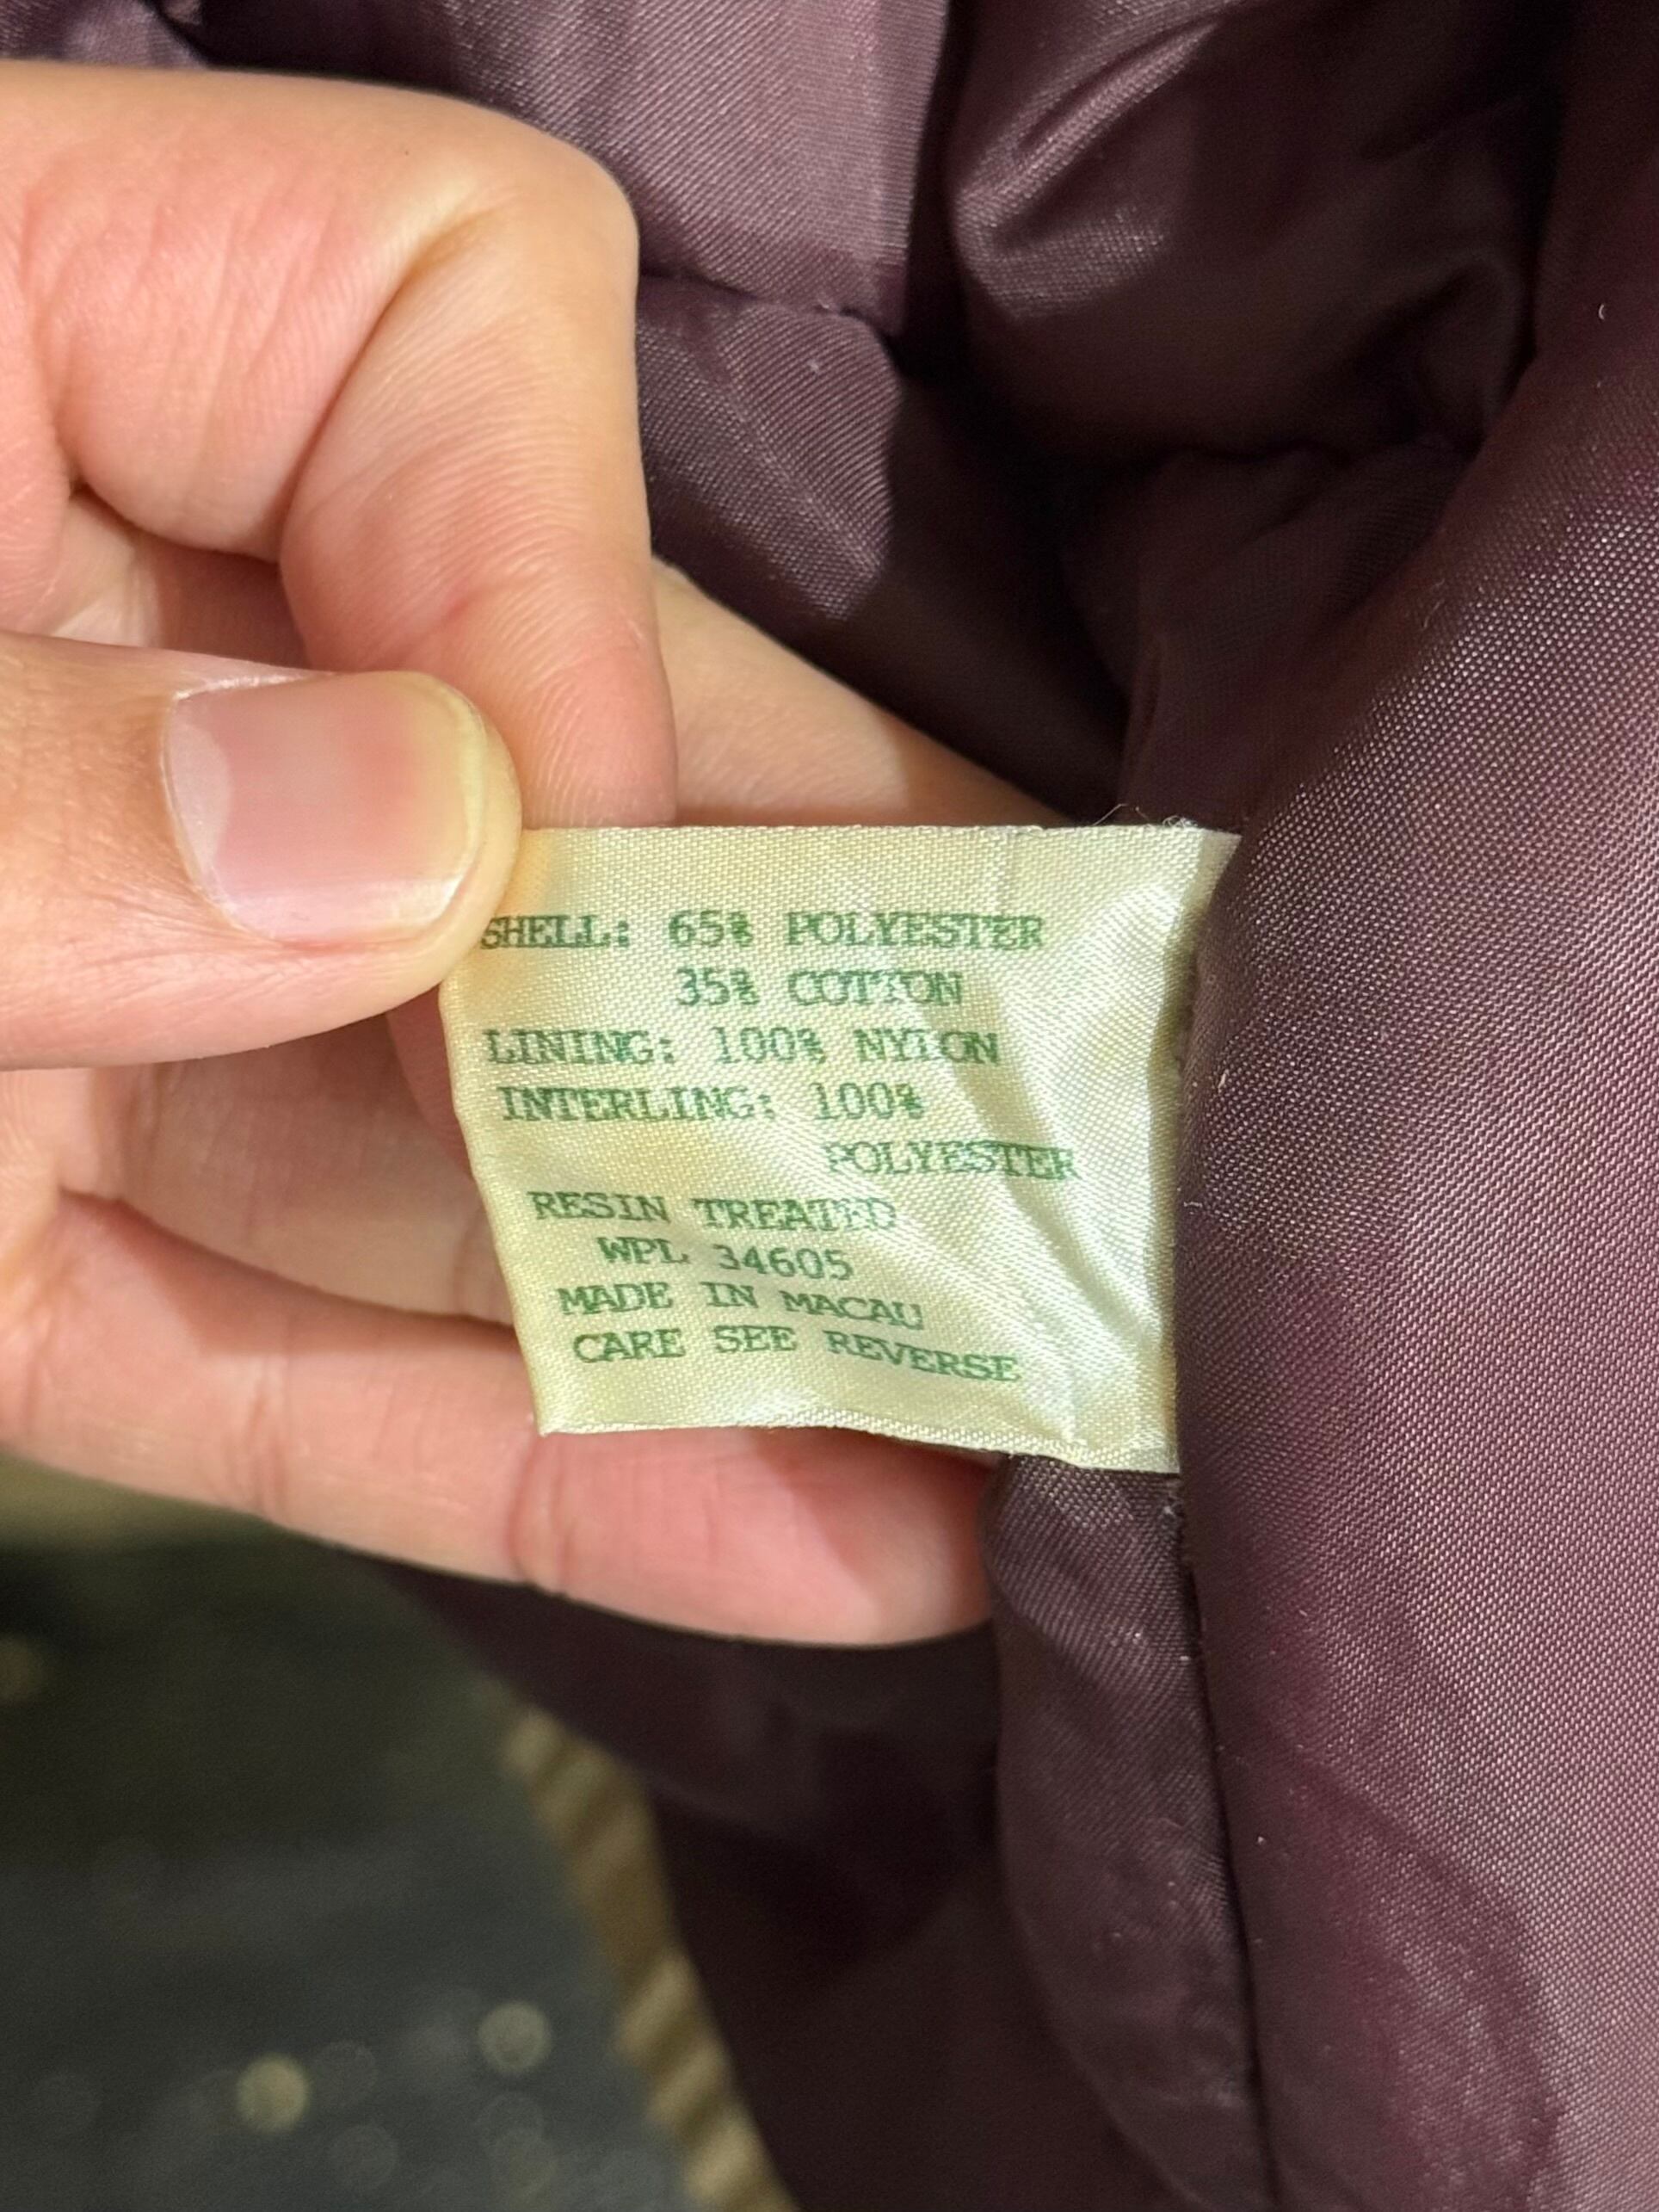 SHELL: 65% POLYESTER
35% COTTON
LINING: 100% NYLON
INTERLING: 100%
POLYESTER
RESIN TREATED
WPL 34605
MADE IN MACAU
CARE SEE REVERSE